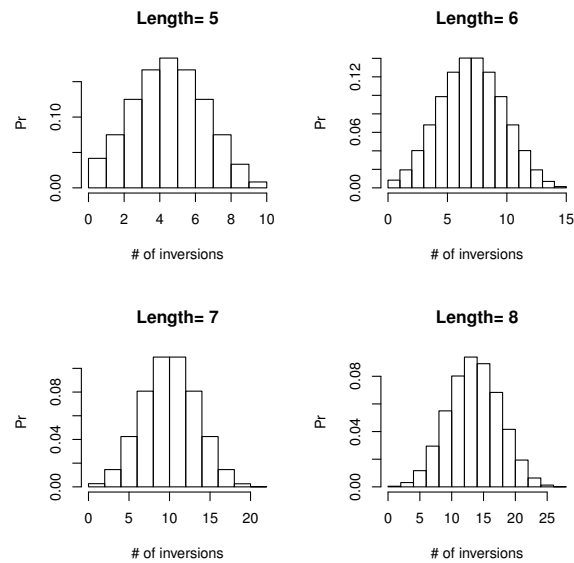 Length= 5
Pr
0.00
0.10
0 2 4 6 8 10
# of inversions
Length= 6
Pr
0.00
0.06
0.12
0 5 10 15
# of inversions
Length= 7
Pr
0.00
0.04
0.08
0 5 10 15 20
# of inversions
Length= 8
Pr
0.00
0.04
0.08
0 5 10 15 20 25
# of inversions